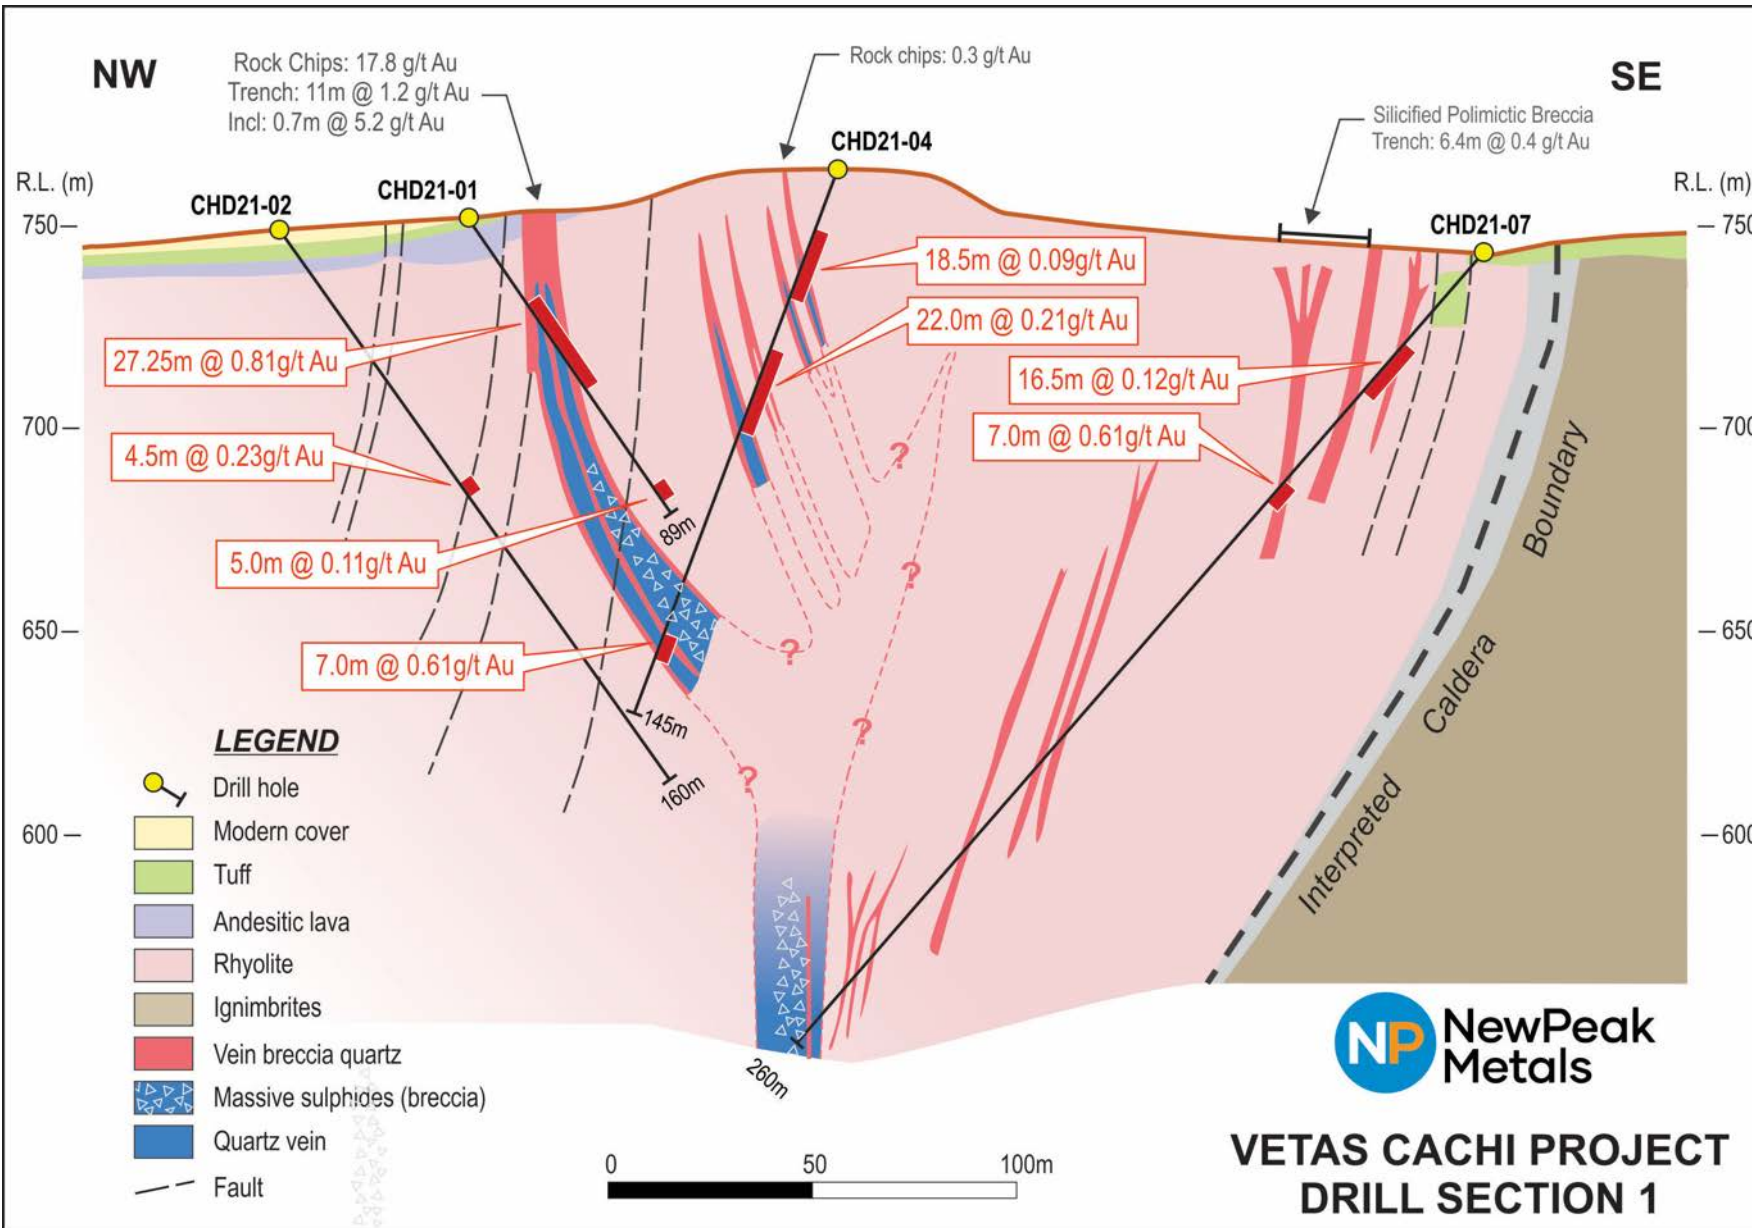 NW
Rock Chips: 17.8 g/t Au
Trench: 11m @ 1.2 g/t Au
Incl: 0.7m @ 5.2 g/t Au
Rock chips: 0.3 g/t Au
SE
Silicified Polimictic Breccia
Trench: 6.4m @ 0.4 g/t Au
R.L. (m)
R.L. (m)
CHD21-02
CHD21-01
CHD21-04
CHD21-07
750
700
650
600
750
700
650
600
27.25m @ 0.81g/t Au
4.5m @ 0.23g/t Au
5.0m @ 0.11g/t Au
7.0m @ 0.61g/t Au
18.5m @ 0.09g/t Au
22.0m @ 0.21g/t Au
16.5m @ 0.12g/t Au
7.0m @ 0.61g/t Au
89m
145m
160m
260m
?
?
?
?
?
Interpreted Caldera Boundary
LEGEND
Drill hole
Modern cover
Tuff
Andesitic lava
Rhyolite
Ignimbrites
Vein breccia quartz
Massive sulphides (breccia)
Quartz vein
Fault
0 50 100m
NP
NewPeak
Metals
VETAS CACHI PROJECT
DRILL SECTION 1